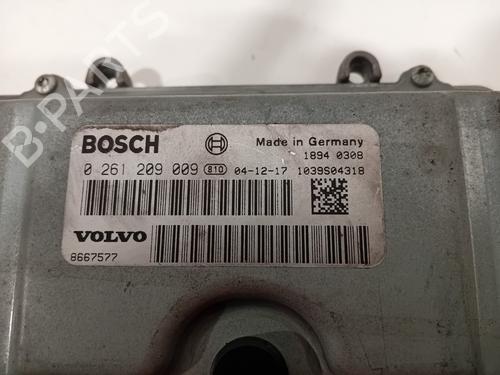 B-PARTS
BOSCH Made in Germany
1894 0308
0 261 209 009 810 04-12-17 1039S04318
VOLVO
8667577